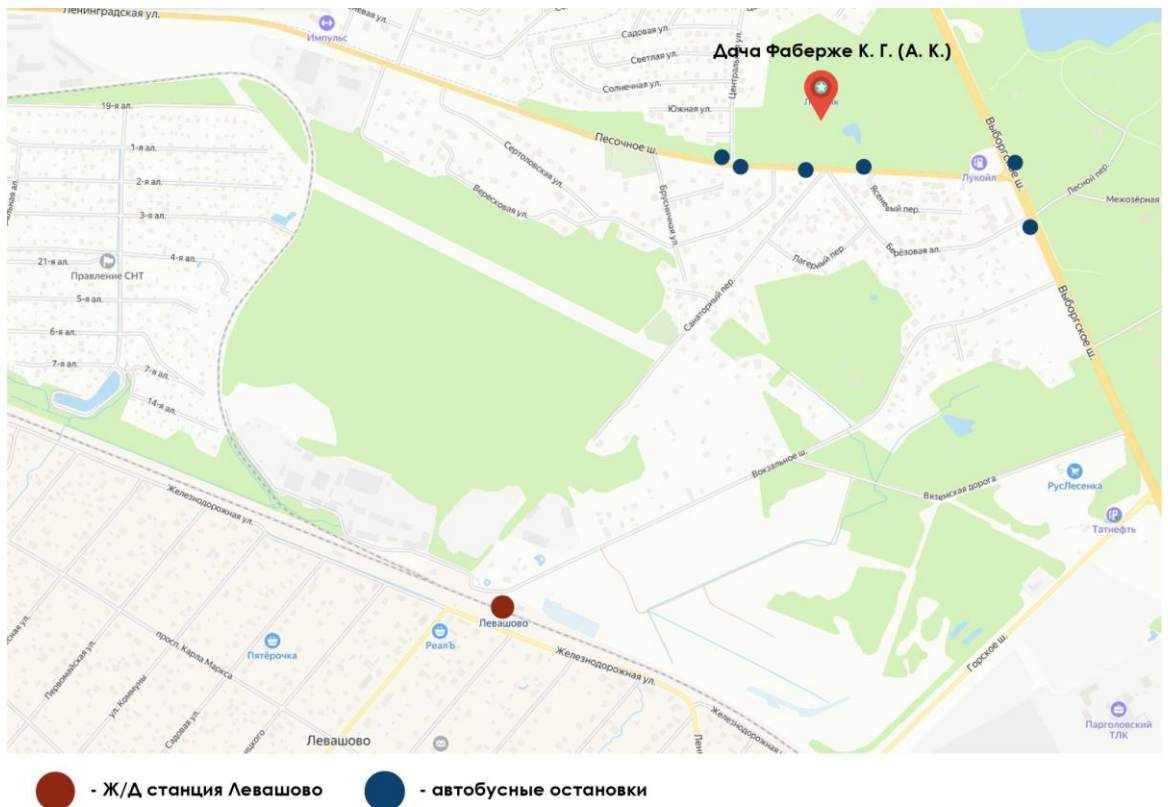 Ленинградская ул.
Импульс
Садовая ул.
Светлая ул.
Солнечная ул.
Южная ул.
Центральная ул.
Дача Фаберже К. Г. (А. К.)
19-я ал.
1-я ал.
2-я ал.
3-я ал.
4-я ал.
21-я ал.
Правление СНТ
5-я ал.
6-я ал.
7-я ал.
7-я ал.
14-я ал.
Песочное ш.
Сертоловская ул.
Вересковая ул.
Брусничная ул.
Выборгское ш.
Лукойл
Лесной пер.
Межозёрная
Ясеневый пер.
Берёзовая ал.
Лагерный пер.
Санаторный пер.
Выборгское ш.
Вокзальное ш.
Вяземская дорога
РусЛесенка
Татнефть
Железнодорожная ул.
Левашово
РеалЪ
Пятёрочка
просп. Карла Маркса
Первомайская ул.
ул. Коммуны
Садовая ул.
Железнодорожная ул.
Железнодорожная
Горское ш.
Парголовский
ТЛК
Левашово
- Ж/Д станция Левашово
- автобусные остановки